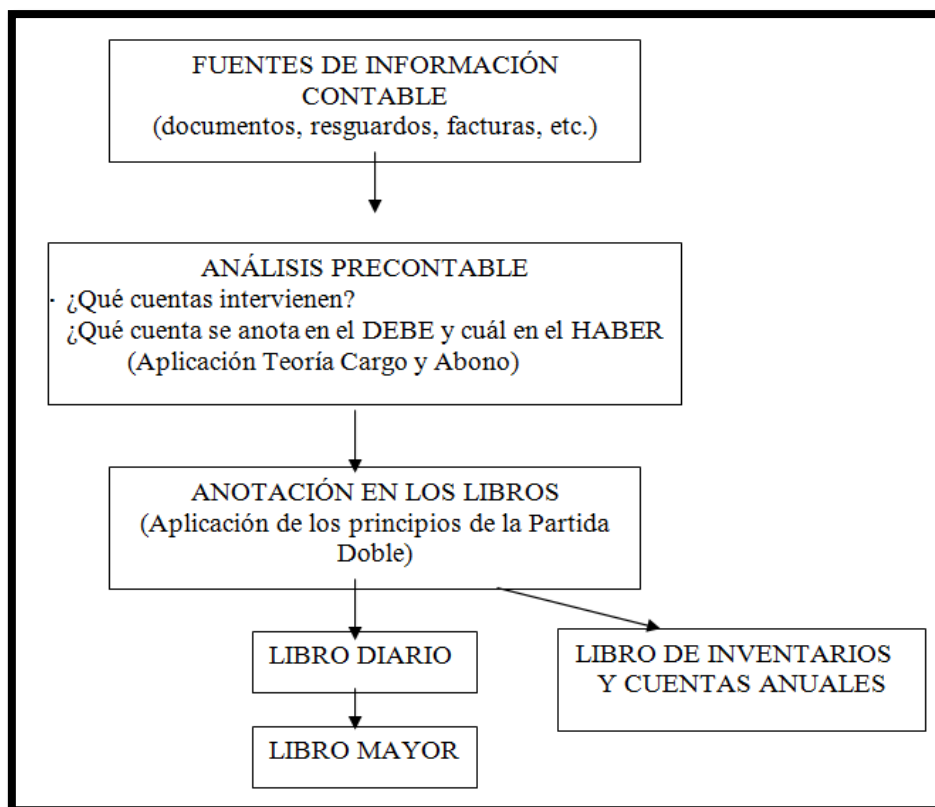 FUENTES DE INFORMACIÓN
CONTABLE
(documentos, resguardos, facturas, etc.)
ANÁLISIS PRECONTABLE
· ¿Qué cuentas intervienen?
¿Qué cuenta se anota en el DEBE y cuál en el HABER
(Aplicación Teoría Cargo y Abono)
ANOTACIÓN EN LOS LIBROS
(Aplicación de los principios de la Partida
Doble)
LIBRO DIARIO
LIBRO DE INVENTARIOS
Y CUENTAS ANUALES
LIBRO MAYOR